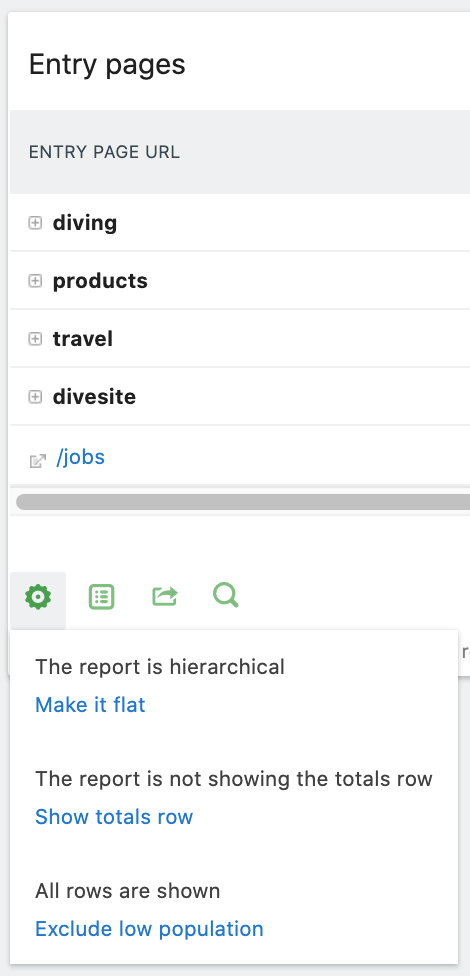 Entry pages
ENTRY PAGE URL
diving
products
travel
divesite
/jobs
The report is hierarchical
Make it flat
The report is not showing the totals row
Show totals row
All rows are shown
Exclude low population